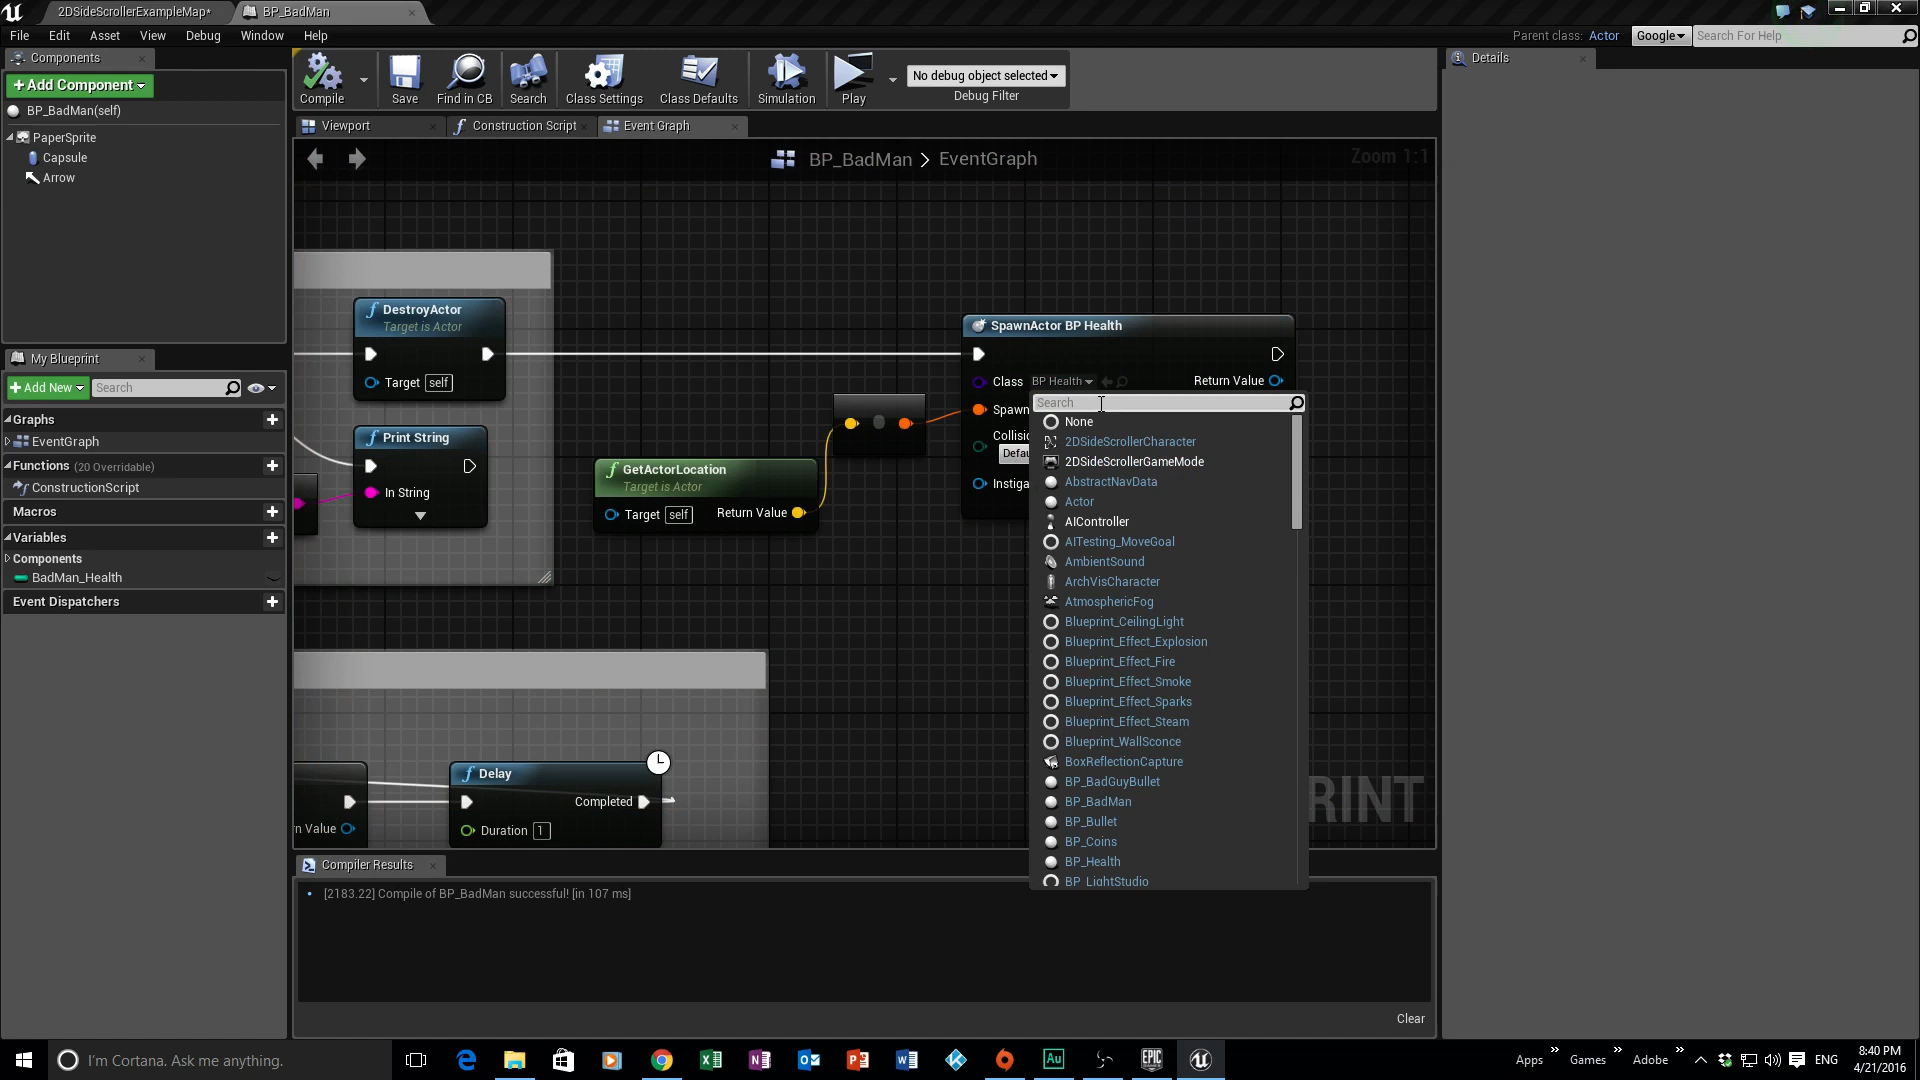 2DSideScrollerExampleMap*
BP_BadMan
File Edit Asset View Debug Window Help
Parent class: Actor Google Search For Help
Components
+Add Component
BP_BadMan(self)
PaperSprite
Capsule
Arrow
Compile
Save
Find in CB
Search
Class Settings
Class Defaults
Simulation
Play
No debug object selected
Debug Filter
Details
Viewport
Construction Script
Event Graph
BP_BadMan > EventGraph
Zoom 1:1
My Blueprint
+Add New Search
Graphs
EventGraph
Functions (20 Overridable)
ConstructionScript
Macros
Variables
Components
BadMan_Health
Event Dispatchers
DestroyActor
Target is Actor
Target self
Print String
In String
GetActorLocation
Target is Actor
Target self Return Value
SpawnActor BP Health
Class BP Health Return Value
Spawn
Collisio
Defau
Instiga
Search
None
2DSideScrollerCharacter
2DSideScrollerGameMode
AbstractNavData
Actor
AIController
AITesting_MoveGoal
AmbientSound
ArchVisCharacter
AtmosphericFog
Blueprint_CeilingLight
Blueprint_Effect_Explosion
Blueprint_Effect_Fire
Blueprint_Effect_Smoke
Blueprint_Effect_Sparks
Blueprint_Effect_Steam
Blueprint_WallSconce
BoxReflectionCapture
BP_BadGuyBullet
BP_BadMan
BP_Bullet
BP_Coins
BP_Health
BP_LightStudio
RINT
n Value
Delay
Completed
Duration 1
Compiler Results
[2183.22] Compile of BP_BadMan successful! [in 107 ms]
Clear
I'm Cortana. Ask me anything.
Au
EPIC
GAMES
Apps Games Adobe
ENG
8:40 PM
4/21/2016